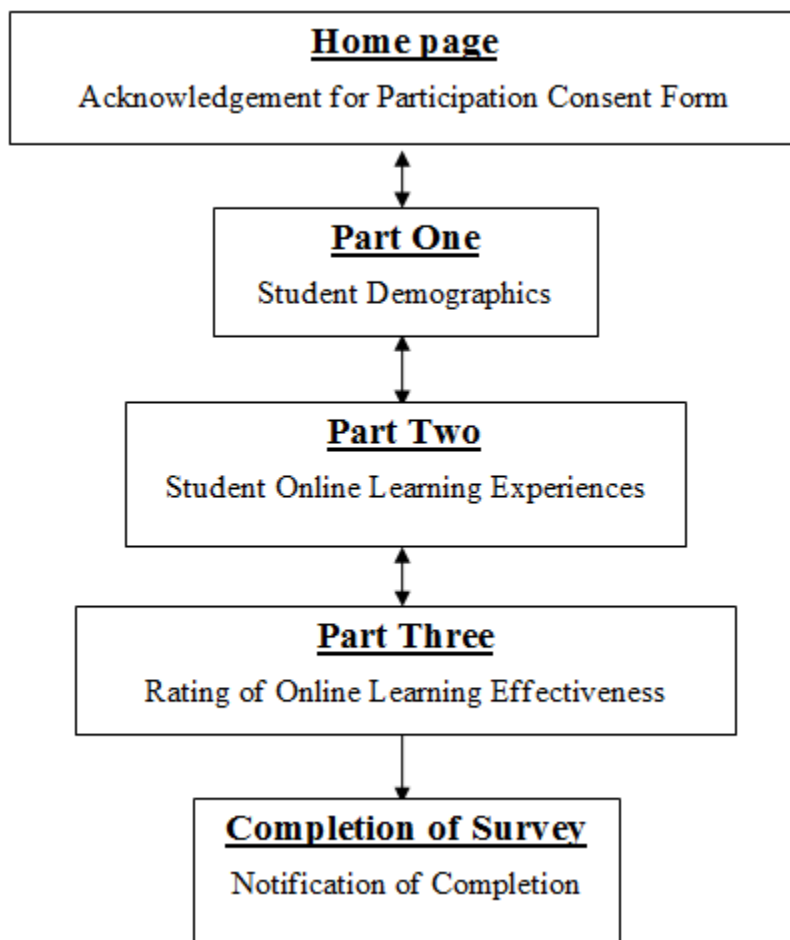 Home page
Acknowledgement for Participation Consent Form
Part One
Student Demographics
Part Two
Student Online Learning Experiences
Part Three
Rating of Online Learning Effectiveness
Completion of Survey
Notification of Completion